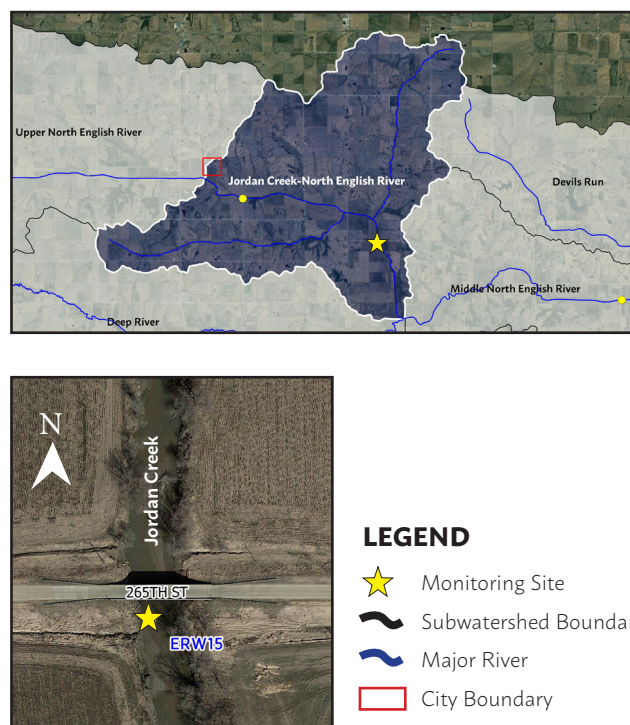 Upper North English River
Jordan Creek-North English River
Devils Run
Middle North English River
Deep River
N
Jordan Creek
265TH ST
ERW15
LEGEND
Monitoring Site
Subwatershed Bounda
Major River
City Boundary